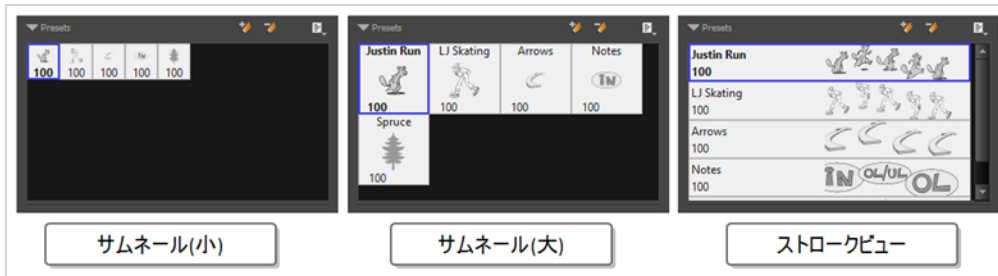 Presets
100 100 100 100 100
Presets
Justin Run LJ Skating Arrows Notes
IN
100 100 100 100
Spruce
100
Presets
Justin Run
100
LJ Skating
100
Arrows
100
Notes
100
IN OL/UL OL
サムネール(小)
サムネール(大)
ストロークビュー